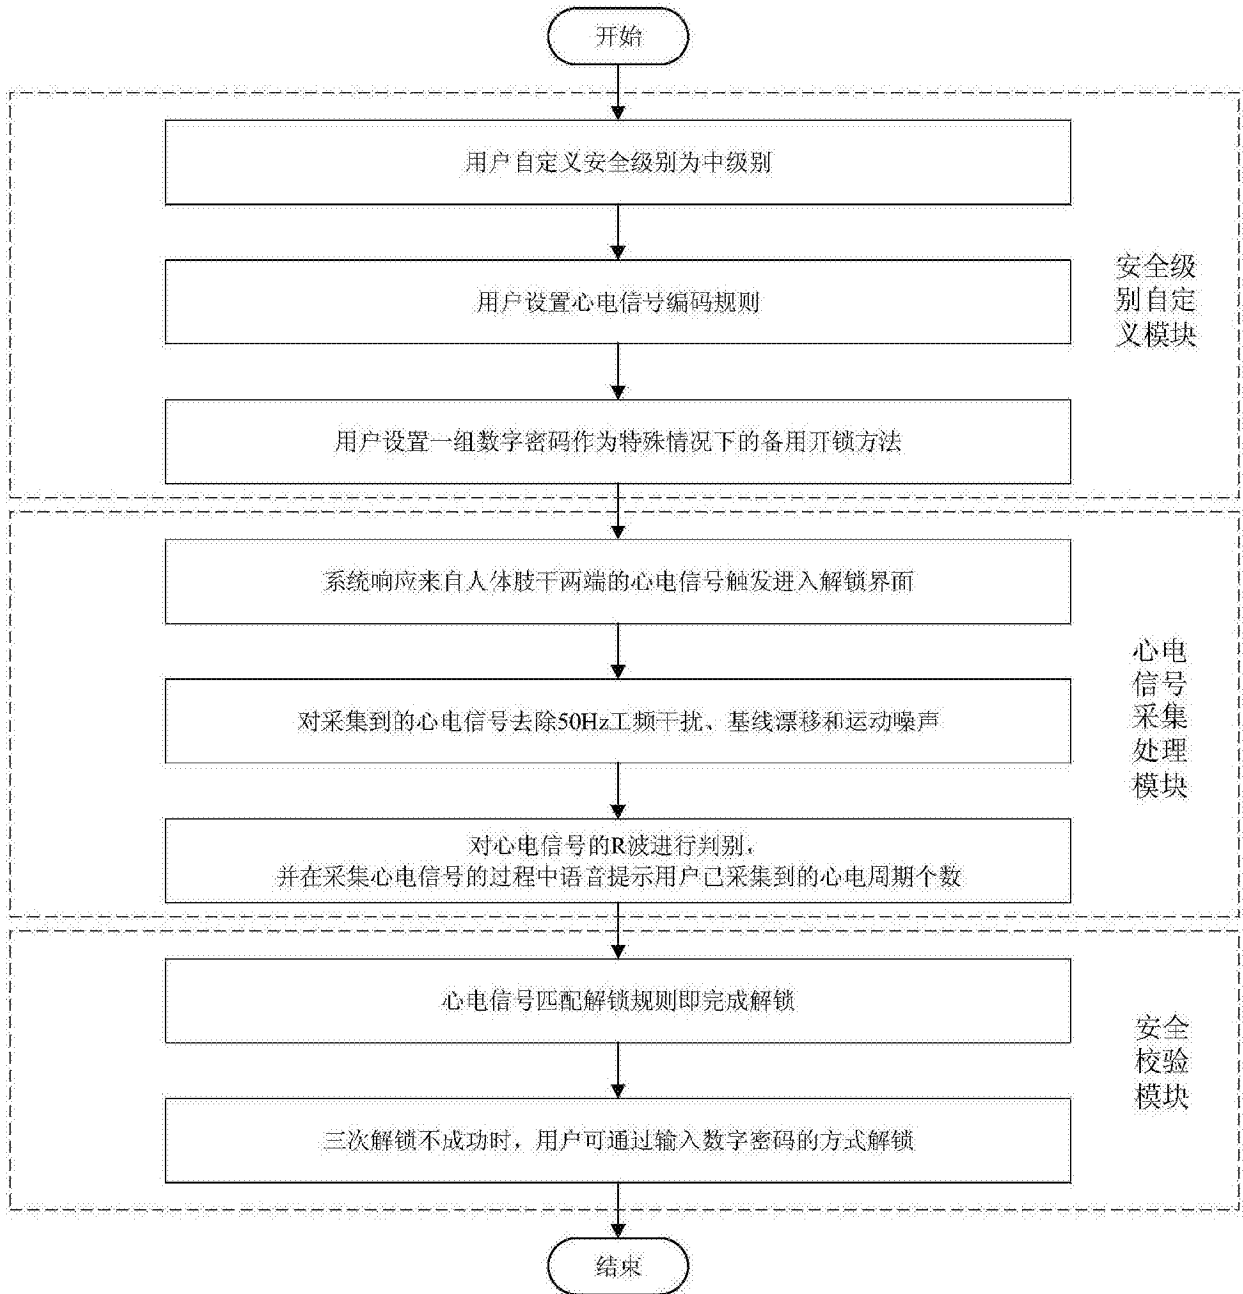 开始
用户自定义安全级别为中级别
用户设置心电信号编码规则
用户设置一组数字密码作为特殊情况下的备用开锁方法
安全级
别自定
义模块
系统响应来自人体肢干两端的心电信号触发进入解锁界面
对采集到的心电信号去除50Hz工频干扰、基线漂移和运动噪声
对心电信号的R波进行判别，
并在采集心电信号的过程中语音提示用户已采集到的心电周期个数
心电
信号
采集
处理
模块
心电信号匹配解锁规则即完成解锁
三次解锁不成功时，用户可通过输入数字密码的方式解锁
安全
校验
模块
结束